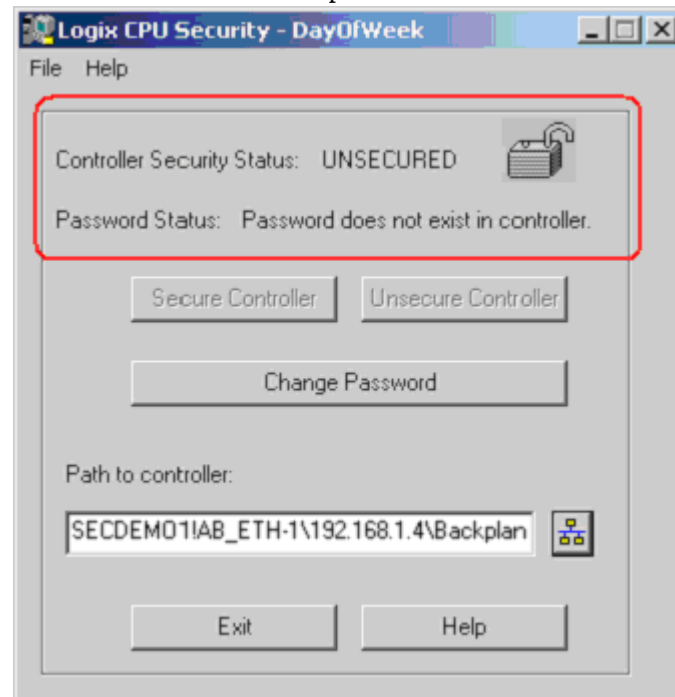 Logix CPU Security - DayOfWeek
File Help
Controller Security Status: UNSECURED
Password Status: Password does not exist in controller.
Secure Controller Unsecure Controller
Change Password
Path to controller:
SECDEMO1!AB_ETH-1\192.168.1.4\Backplan
Exit Help